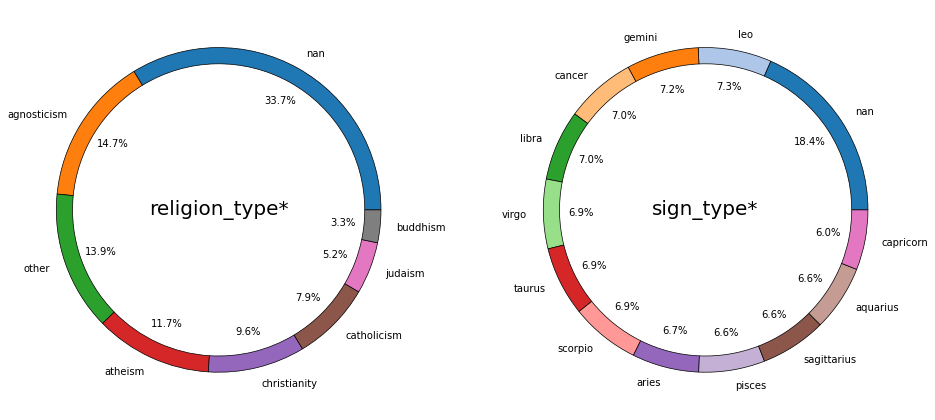 nan
33.7%
agnosticism
14.7%
other
13.9%
atheism
11.7%
christianity
9.6%
catholicism
7.9%
judaism
5.2%
buddhism
3.3%
religion_type*
nan
18.4%
leo
7.3%
gemini
7.2%
cancer
7.0%
libra
7.0%
virgo
6.9%
taurus
6.9%
scorpio
6.9%
aries
6.7%
pisces
6.6%
sagittarius
6.6%
aquarius
6.6%
capricorn
6.0%
sign_type*